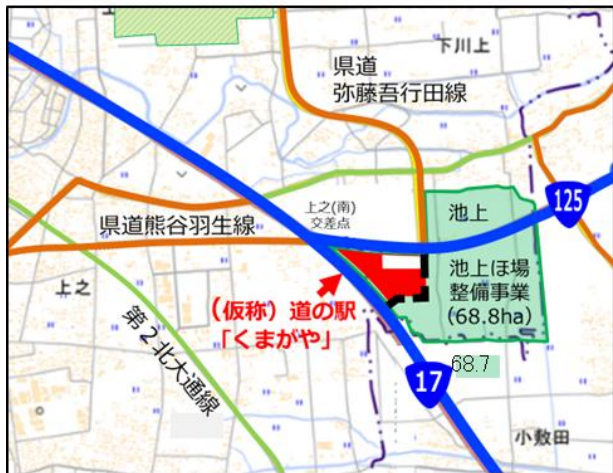 下川上
県道
弥藤吾行田線
125
上之(南)
交差点
県道熊谷羽生線
池上
池上ほ場
整備事業
(68.8ha)
上之
(仮称)道の駅
「くまがや」
第2北大通線
68.7
17
小敷田